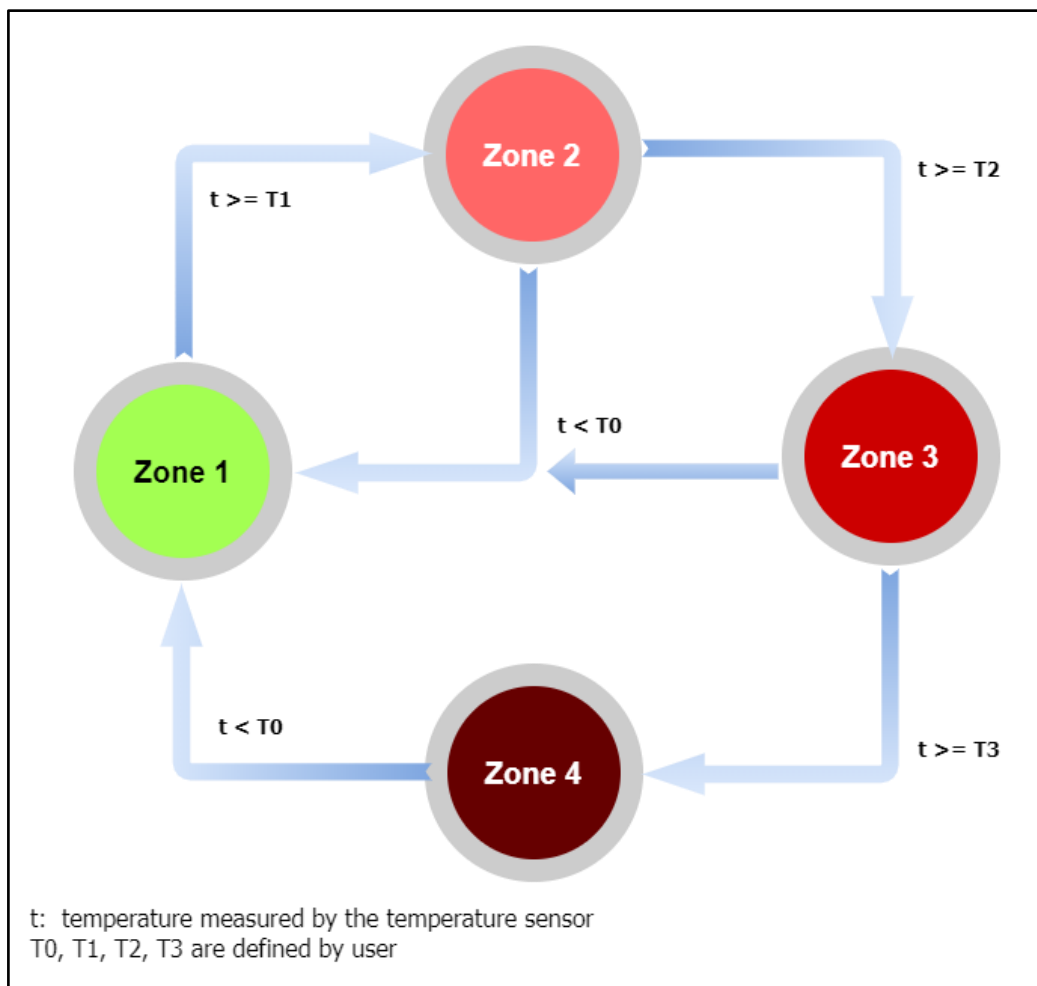 Zone 2
t >= T1
t >= T2
t < T0
Zone 3
Zone 1
t < T0
t >= T3
Zone 4
t: temperature measured by the temperature sensor
T0, T1, T2, T3 are defined by user